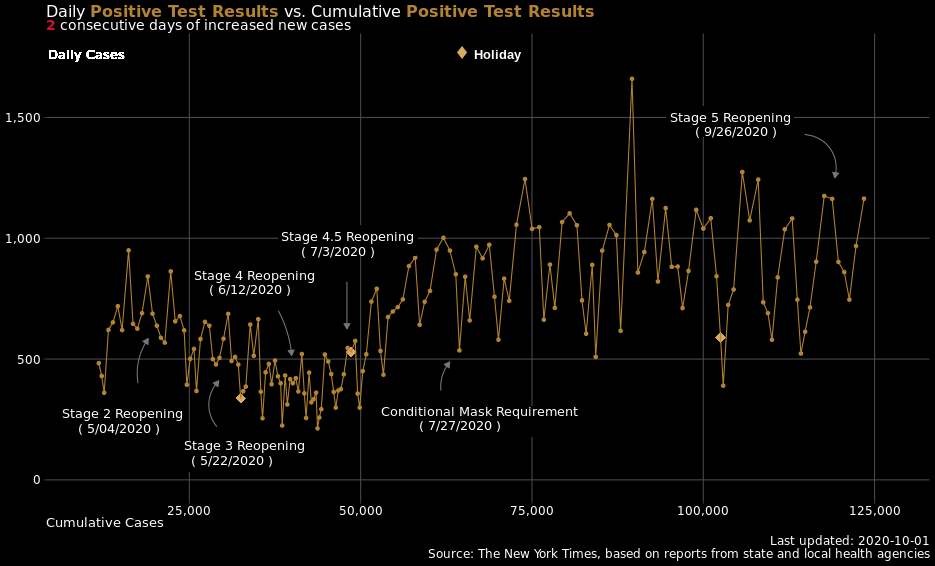 Daily Positive Test Results vs. Cumulative Positive Test Results
2 consecutive days of increased new cases
Daily Cases
Holiday
1,500
Stage 5 Reopening
( 9/26/2020 )
1,000
Stage 4.5 Reopening
( 7/3/2020 )
Stage 4 Reopening
( 6/12/2020 )
500
Stage 2 Reopening
( 5/04/2020 )
Conditional Mask Requirement
( 7/27/2020 )
Stage 3 Reopening
( 5/22/2020 )
0
25,000 50,000 75,000 100,000 125,000
Cumulative Cases
Last updated: 2020-10-01
Source: The New York Times, based on reports from state and local health agencies